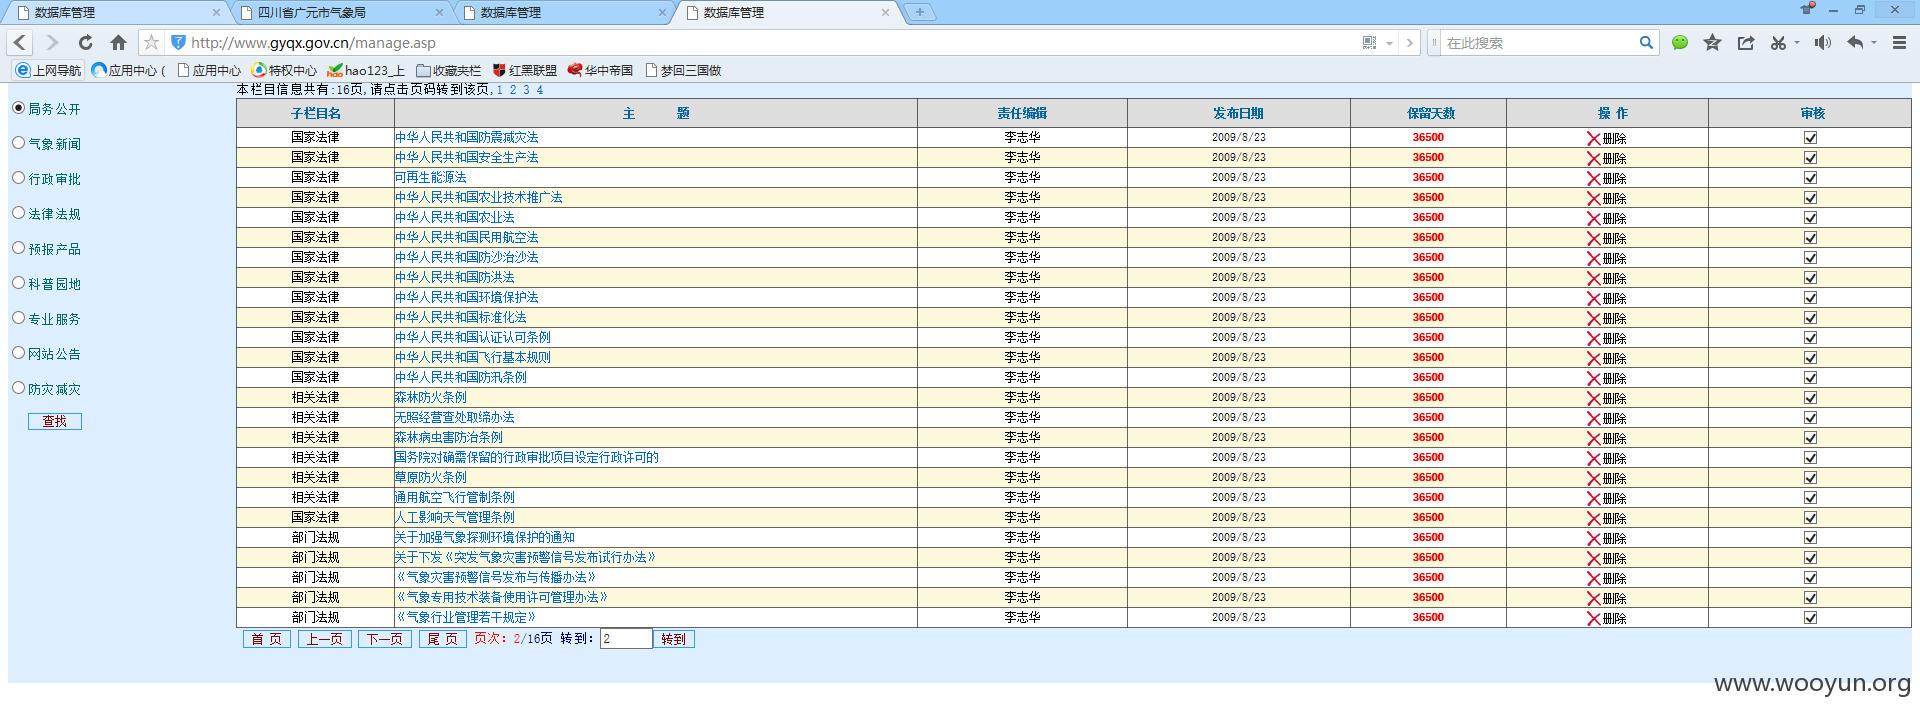 数据库管理 四川省广元市气象局 数据库管理 数据库管理
http://www.gyqx.gov.cn/manage.asp 在此搜索
上网导航 应用中心 ( 应用中心 特权中心 hao123_上 收藏夹栏 红黑联盟 华中帝国 梦回三国做
本栏目信息共有:16页,请点击页码转到该页,1 2 3 4
局务公开
气象新闻
行政审批
法律法规
预报产品
科普园地
专业服务
网站公告
防灾减灾
查找
子栏目名 主 题 责任编辑 发布日期 保留天数 操 作 审核
国家法律 中华人民共和国防震减灾法 李志华 2009/8/23 36500 删除
国家法律 中华人民共和国安全生产法 李志华 2009/8/23 36500 删除
国家法律 可再生能源法 李志华 2009/8/23 36500 删除
国家法律 中华人民共和国农业技术推广法 李志华 2009/8/23 36500 删除
国家法律 中华人民共和国农业法 李志华 2009/8/23 36500 删除
国家法律 中华人民共和国民用航空法 李志华 2009/8/23 36500 删除
国家法律 中华人民共和国防沙治沙法 李志华 2009/8/23 36500 删除
国家法律 中华人民共和国防洪法 李志华 2009/8/23 36500 删除
国家法律 中华人民共和国环境保护法 李志华 2009/8/23 36500 删除
国家法律 中华人民共和国标准化法 李志华 2009/8/23 36500 删除
国家法律 中华人民共和国认证认可条例 李志华 2009/8/23 36500 删除
国家法律 中华人民共和国飞行基本规则 李志华 2009/8/23 36500 删除
国家法律 中华人民共和国防汛条例 李志华 2009/8/23 36500 删除
相关法律 森林防火条例 李志华 2009/8/23 36500 删除
相关法律 无照经营查处取缔办法 李志华 2009/8/23 36500 删除
相关法律 森林病虫害防治条例 李志华 2009/8/23 36500 删除
相关法律 国务院对确需保留的行政审批项目设定行政许可的 李志华 2009/8/23 36500 删除
相关法律 草原防火条例 李志华 2009/8/23 36500 删除
相关法律 通用航空飞行管制条例 李志华 2009/8/23 36500 删除
国家法律 人工影响天气管理条例 李志华 2009/8/23 36500 删除
部门法规 关于加强气象探测环境保护的通知 李志华 2009/8/23 36500 删除
部门法规 关于下发《突发气象灾害预警信号发布试行办法》 李志华 2009/8/23 36500 删除
部门法规 《气象灾害预警信号发布与传播办法》 李志华 2009/8/23 36500 删除
部门法规 《气象专用技术装备使用许可管理办法》 李志华 2009/8/23 36500 删除
部门法规 《气象行业管理若干规定》 李志华 2009/8/23 36500 删除
首 页 上一页 下一页 尾 页 页次：2/16页 转到：2 转到
www.wooyun.org